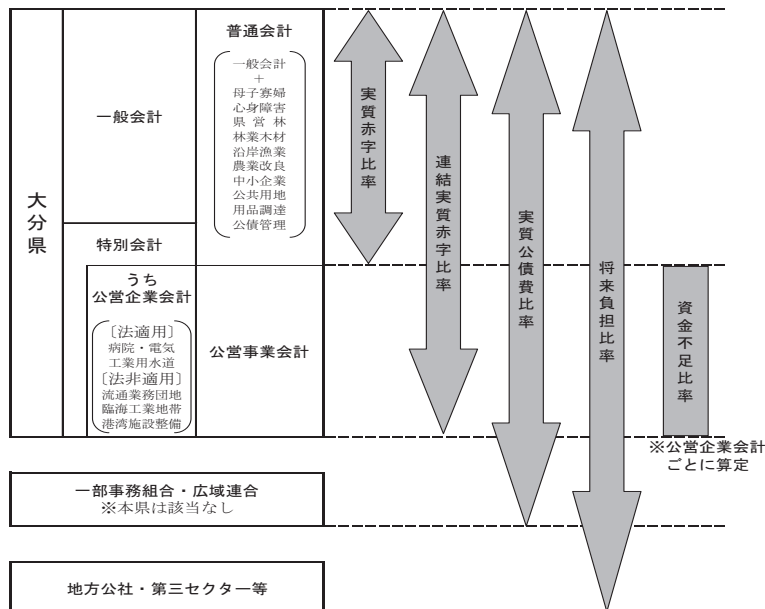 大分県
一般会計
特別会計
うち
公営企業会計
〔法適用〕
病院・電気
工業用水道
〔法非適用〕
流通業務団地
臨海工業地帯
港湾施設整備
普通会計
一般会計
+
母子寡婦
心身障害
県 営 林
林業木材
沿岸漁業
農業改良
中小企業
公共用地
用品調達
公債管理
公営事業会計
実質赤字比率
連結実質赤字比率
実質公債費比率
将来負担比率
資金不足比率
※公営企業会計
ごとに算定
一部事務組合・広域連合
※本県は該当なし
地方公社・第三セクター等